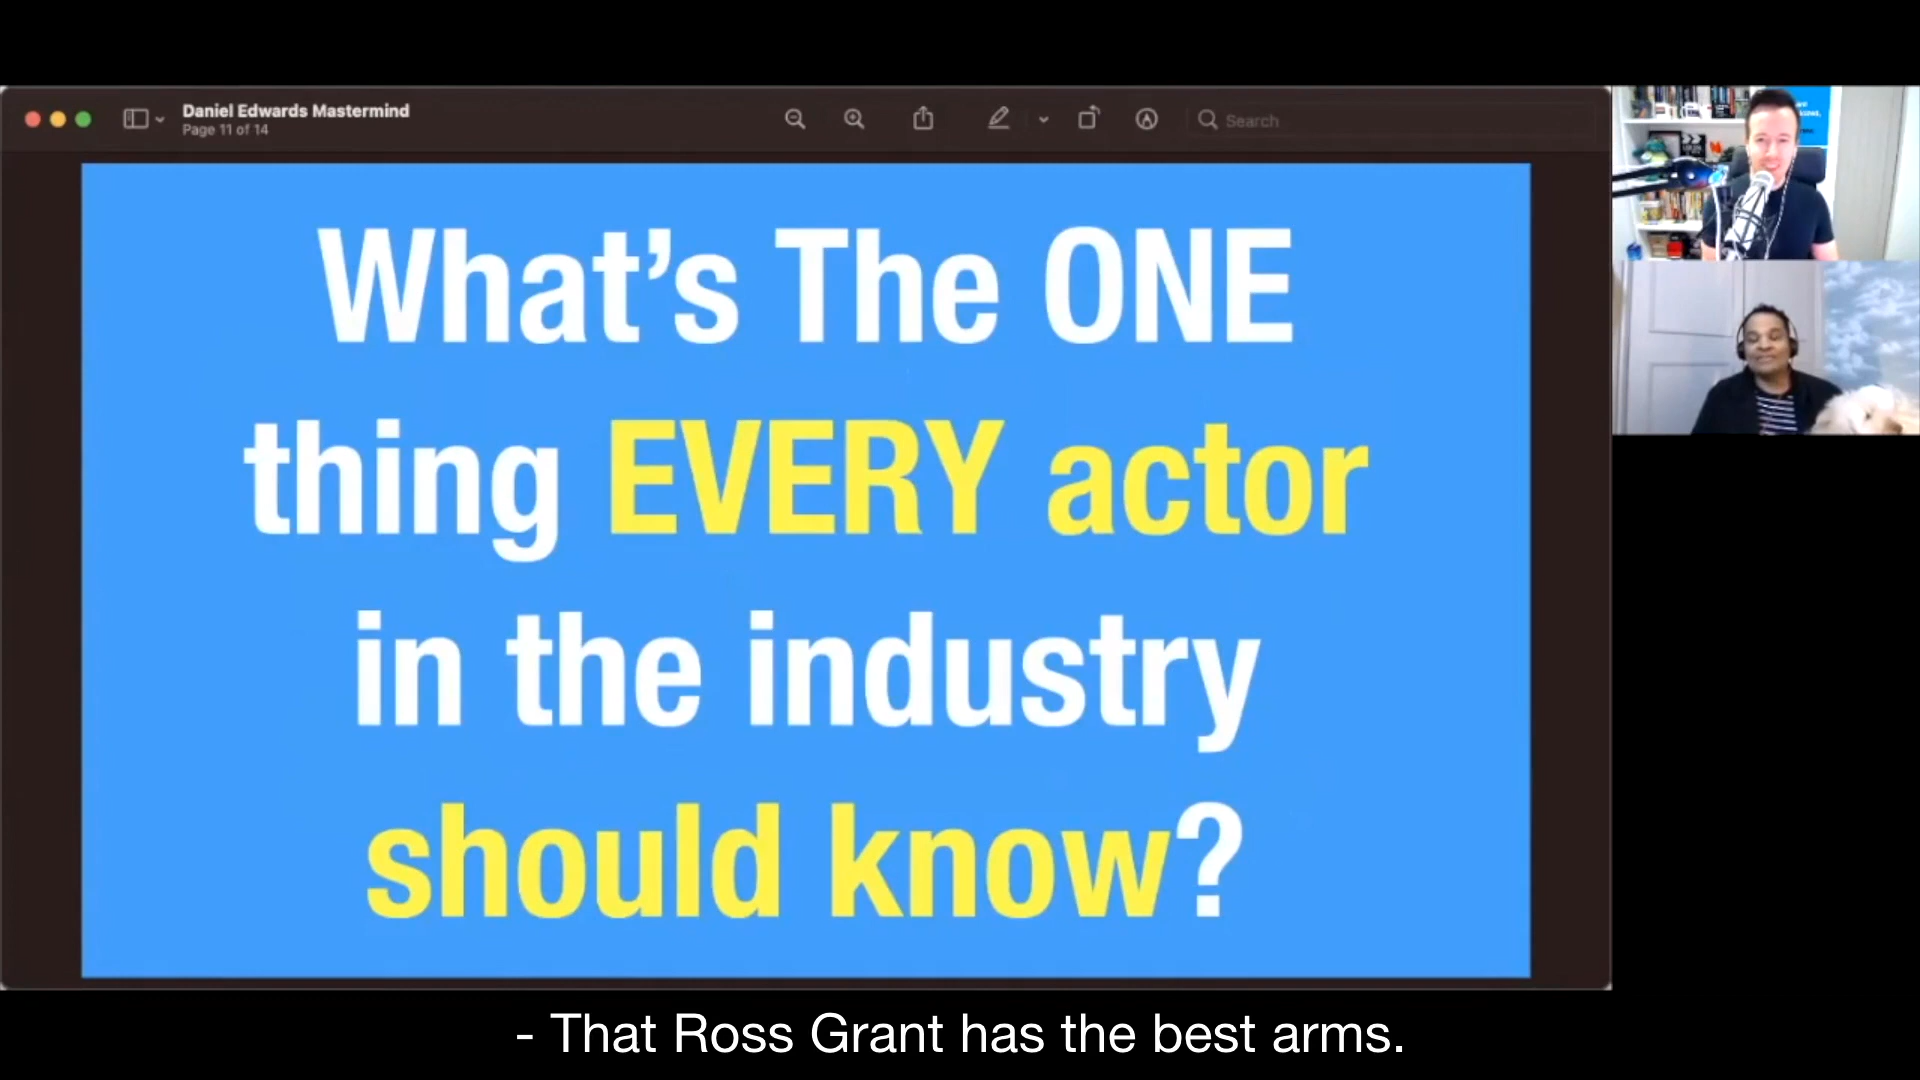 Daniel Edwards Mastermind
Page 11 of 14
Search
What's The ONE
thing EVERY actor
in the industry
should know?
- That Ross Grant has the best arms.